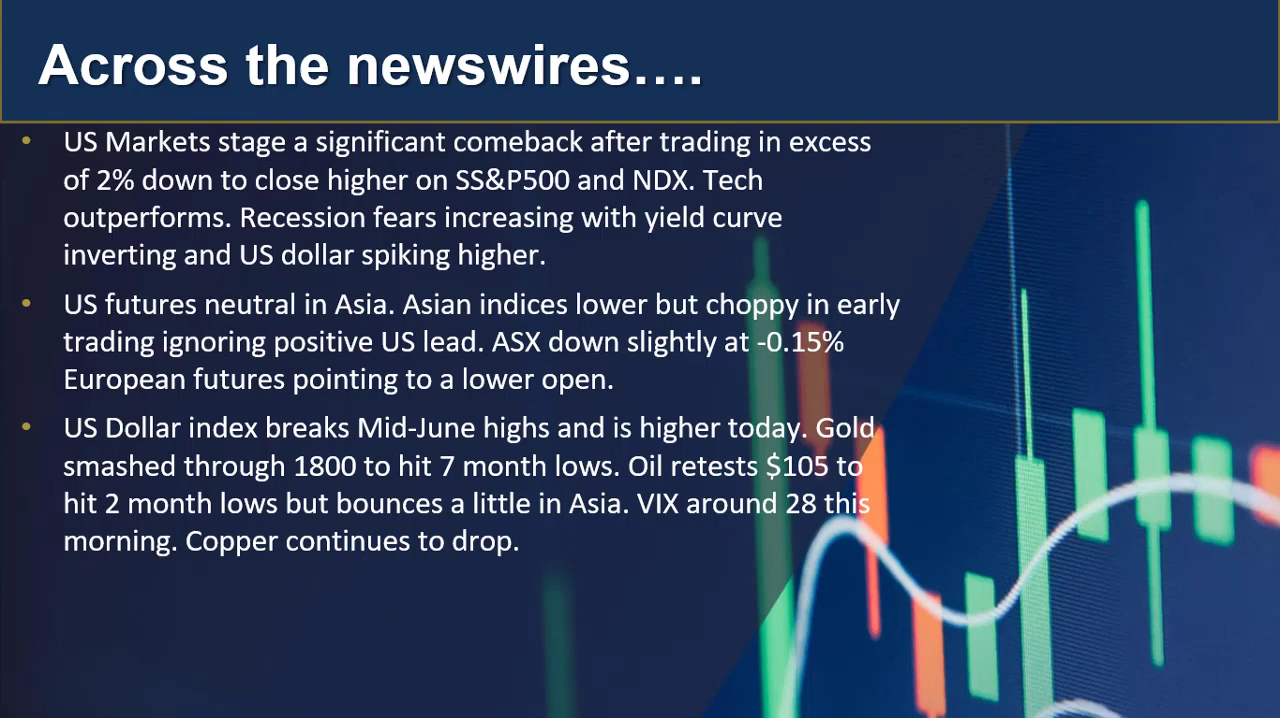 Across the newswires….
• US Markets stage a significant comeback after trading in excess
of 2% down to close higher on SS&P500 and NDX. Tech
outperforms. Recession fears increasing with yield curve
inverting and US dollar spiking higher.
• US futures neutral in Asia. Asian indices lower but choppy in early
trading ignoring positive US lead. ASX down slightly at -0.15%
European futures pointing to a lower open.
• US Dollar index breaks Mid-June highs and is higher today. Gold
smashed through 1800 to hit 7 month lows. Oil retests $105 to
hit 2 month lows but bounces a little in Asia. VIX around 28 this
morning. Copper continues to drop.